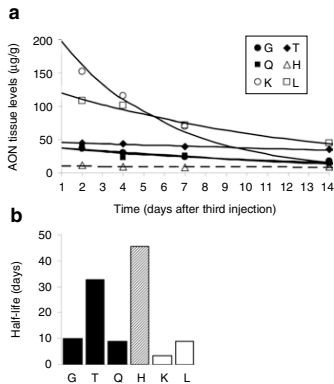 a
AON tissue levels (µg/g)
200
150
100
50
0
1 2 3 4 5 6 7 8 9 10 11 12 13 14
Time (days after third injection)
G T
Q H
K L
b
Half-life (days)
50
40
30
20
10
0
G T Q H K L